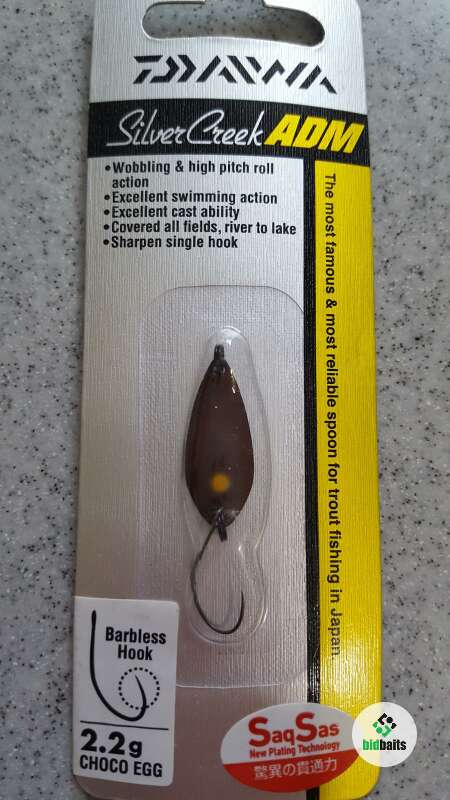 DAIWA
SilverCreek ADM
•Wobbling & high pitch roll
action
•Excellent swimming action
•Excellent cast ability
•Covered all fields, river to lake
•Sharpen single hook
The most famous & most reliable spoon for trout fishing in Japan.
Barbless
Hook
2.2g
CHOCO EGG
SaqSas
New Plating Technology
驚異の貫通力
bidbaits